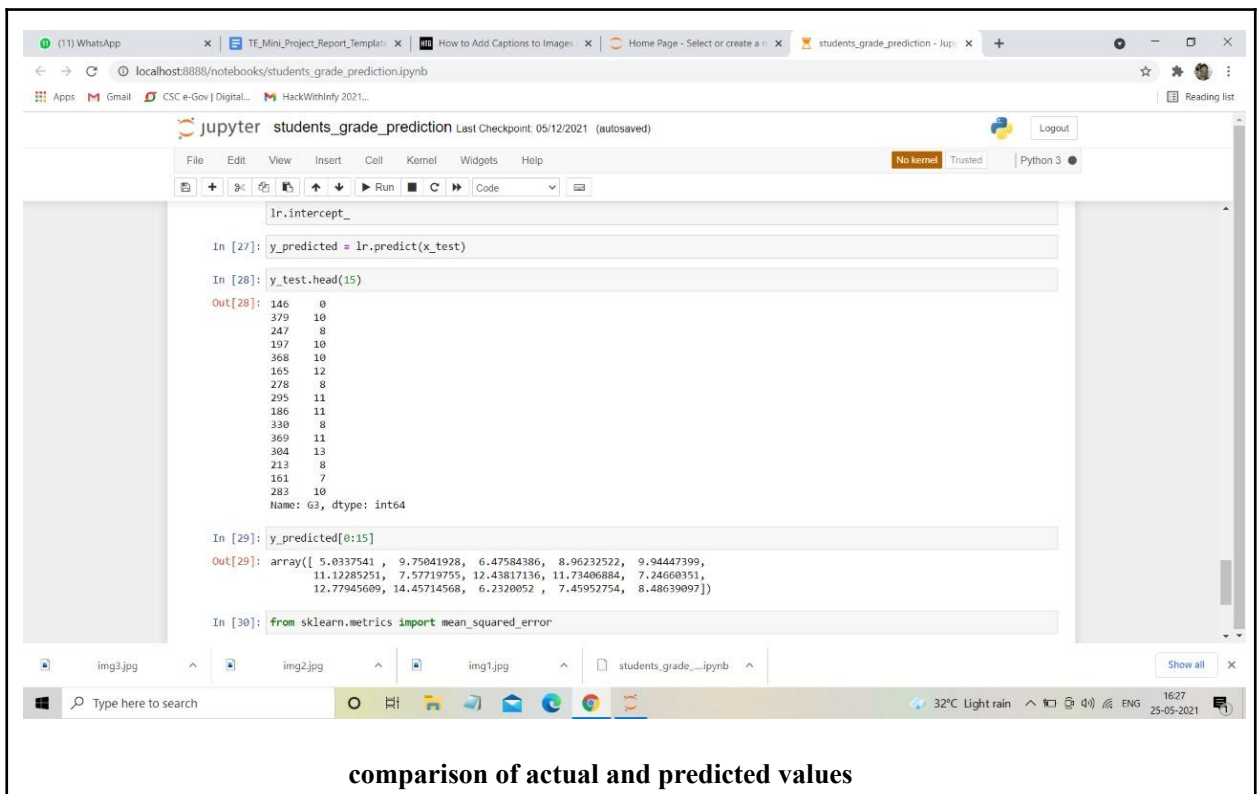 (11) WhatsApp
TE_Mini_Project_Report_Templat
HTG How to Add Captions to Images
Home Page - Select or create a n
students_grade_prediction - Jup
localhost:8888/notebooks/students_grade_prediction.ipynb
Apps Gmail CSC e-Gov | Digital... HackWithInfy 2021... Reading list
jupyter students_grade_prediction Last Checkpoint: 05/12/2021 (autosaved) Logout
File Edit View Insert Cell Kernel Widgets Help No kernel Trusted Python 3
Run Code
lr.intercept_
In [27]: y_predicted = lr.predict(x_test)
In [28]: y_test.head(15)
Out[28]: 146 0
379 10
247 8
197 10
368 10
165 12
278 8
295 11
186 11
330 8
369 11
304 13
213 8
161 7
283 10
Name: G3, dtype: int64
In [29]: y_predicted[0:15]
Out[29]: array([ 5.0337541 , 9.75041928, 6.47584386, 8.96232522, 9.94447399,
11.12285251, 7.57719755, 12.43817136, 11.73406884, 7.24660351,
12.77945609, 14.45714568, 6.2320052 , 7.45952754, 8.48639097])
In [30]: from sklearn.metrics import mean_squared_error
img3.jpg img2.jpg img1.jpg students_grade_....ipynb Show all
Type here to search 32°C Light rain ENG 16:27
25-05-2021
comparison of actual and predicted values